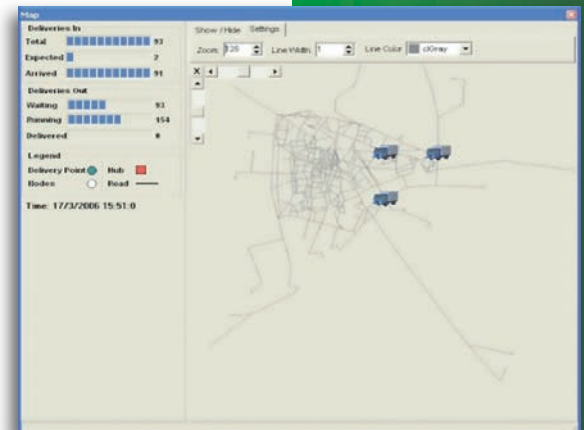 Map
Deliveries In
Total 93
Expected 2
Arrived 91
Deliveries Out
Waiting 93
Running 154
Delivered 0
Legend
Delivery Point Hub
Nodes Road
Time: 17/3/2006 15:51:0
Show / Hide Settings
Zoom: 128 Line Width: 1 Line Color: clGray
X